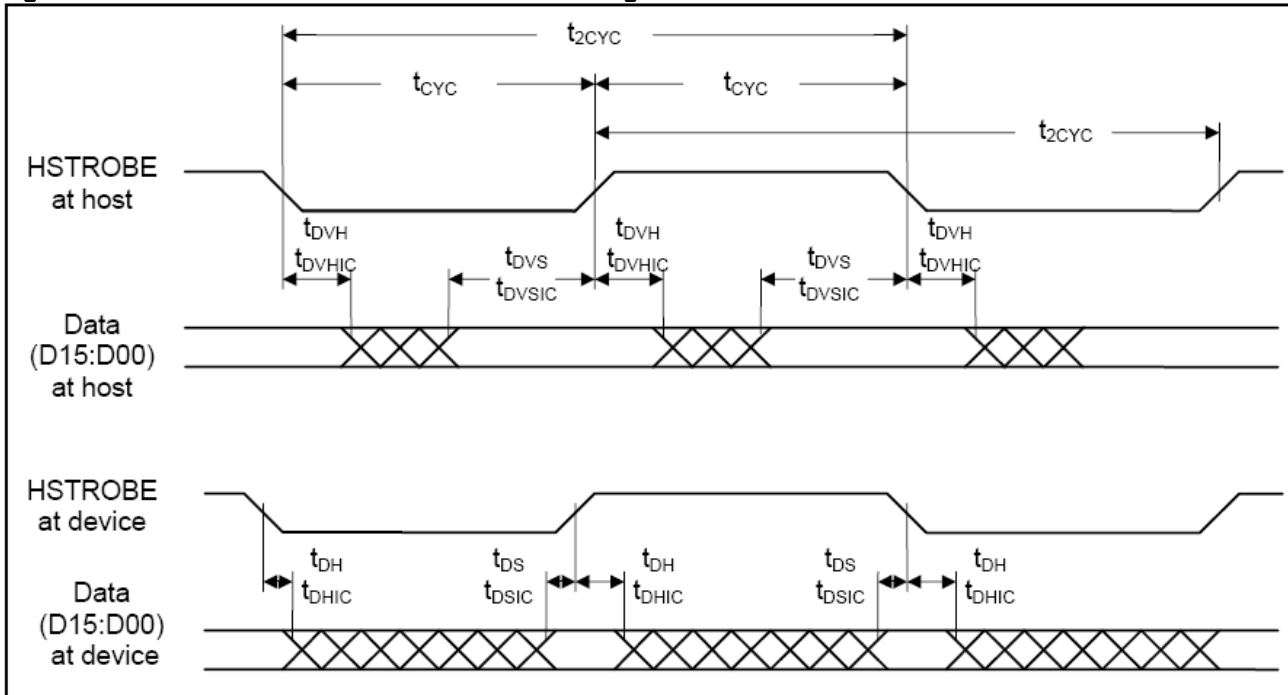 t2CYC
tCYC tCYC
t2CYC
HSTROBE
at host
tDVH tDVH tDVH
tDVHIC tDVS tDVHIC tDVS tDVHIC
tDVSIC tDVSIC
Data
(D15:D00)
at host
HSTROBE
at device
tDH tDS tDH tDS tDH
tDHIC tDSIC tDHIC tDSIC tDHIC
Data
(D15:D00)
at device